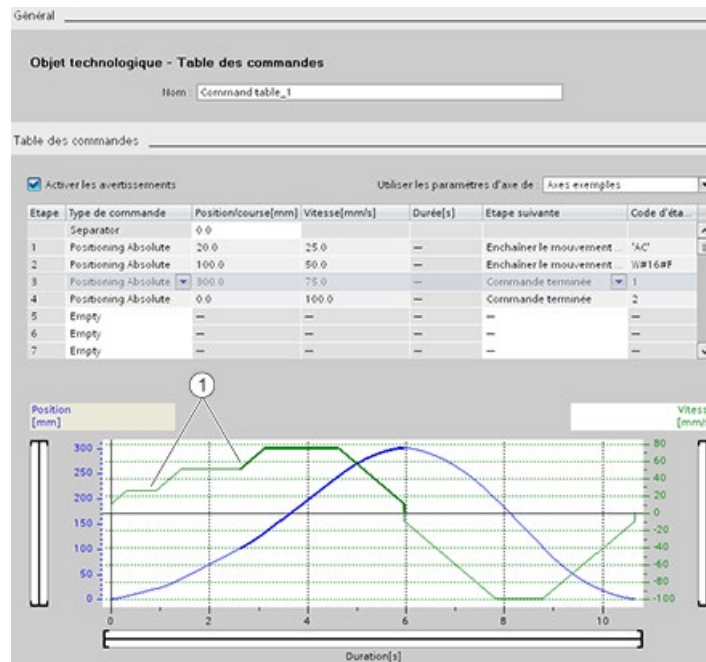 Général
Objet technologique - Table des commandes
Nom : Command table_1
Table des commandes
Activer les avertissements Utiliser les paramètres d'axe de : Axes exemples
Etape Type de commande Position/course[mm] Vitesse[mm/s] Durée[s] Etape suivante Code d'éta...
Separator 0.0
1 Positioning Absolute 20.0 25.0 — Enchaîner le mouvement ... 'AC'
2 Positioning Absolute 100.0 50.0 — Enchaîner le mouvement ... W#16#F
3 Positioning Absolute 300.0 75.0 — Commande terminée 1
4 Positioning Absolute 0.0 100.0 — Commande terminée 2
5 Empty — — — — —
6 Empty — — — — —
7 Empty — — — — —
1
Position Vitess
[mm] [mm/s
300 80
250 60
200 40
150 20
100 0
50 -20
0 -40
-60
-80
-100
0 2 4 6 8 10
Duration[s]